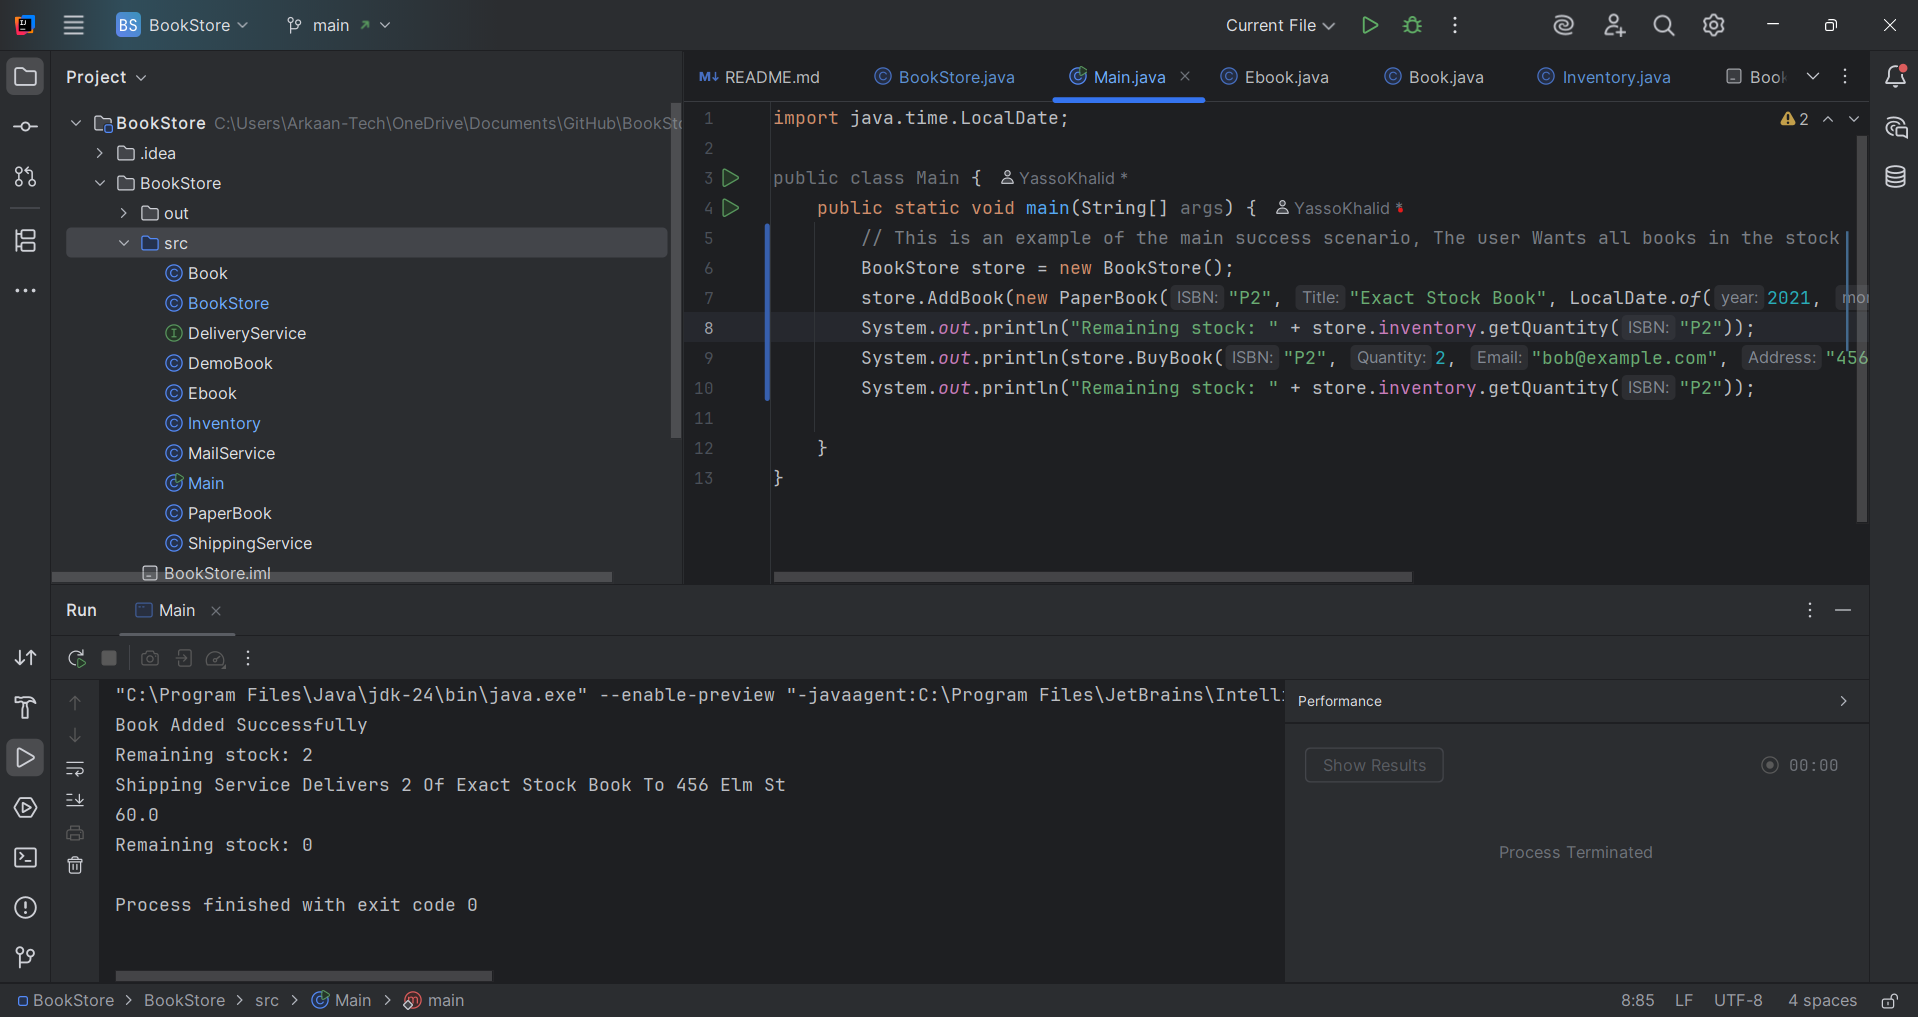 BS BookStore main Current File
Project
BookStore C:\Users\Arkaan-Tech\OneDrive\Documents\GitHub\BookSto
.idea
BookStore
out
src
Book
BookStore
DeliveryService
DemoBook
Ebook
Inventory
MailService
Main
PaperBook
ShippingService
BookStore.iml
README.md BookStore.java Main.java Ebook.java Book.java Inventory.java Book
1 import java.time.LocalDate; 2
2
3 public class Main { YassoKhalid *
4 public static void main(String[] args) { YassoKhalid *
5 // This is an example of the main success scenario, The user Wants all books in the stock
6 BookStore store = new BookStore();
7 store.AddBook(new PaperBook( ISBN: "P2", Title: "Exact Stock Book", LocalDate.of( year: 2021, mon
8 System.out.println("Remaining stock: " + store.inventory.getQuantity( ISBN: "P2"));
9 System.out.println(store.BuyBook( ISBN: "P2", Quantity: 2, Email: "bob@example.com", Address: "456
10 System.out.println("Remaining stock: " + store.inventory.getQuantity( ISBN: "P2"));
11
12 }
13 }
Run Main
"C:\Program Files\Java\jdk-24\bin\java.exe" --enable-preview "-javaagent:C:\Program Files\JetBrains\Intelli
Book Added Successfully
Remaining stock: 2
Shipping Service Delivers 2 Of Exact Stock Book To 456 Elm St
60.0
Remaining stock: 0
Process finished with exit code 0
Performance
Show Results 00:00
Process Terminated
BookStore > BookStore > src > Main > main 8:85 LF UTF-8 4 spaces